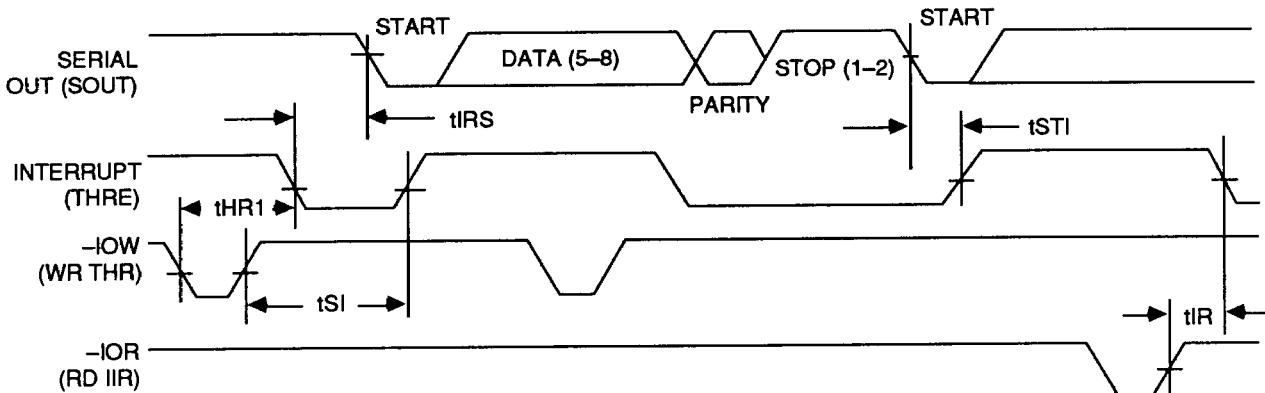 START
START
SERIAL
OUT (SOUT)
DATA (5–8)
STOP (1–2)
PARITY
tIRS
tSTI
INTERRUPT
(THRE)
tHR1
–IOW
(WR THR)
tSI
tIR
–IOR
(RD IIR)